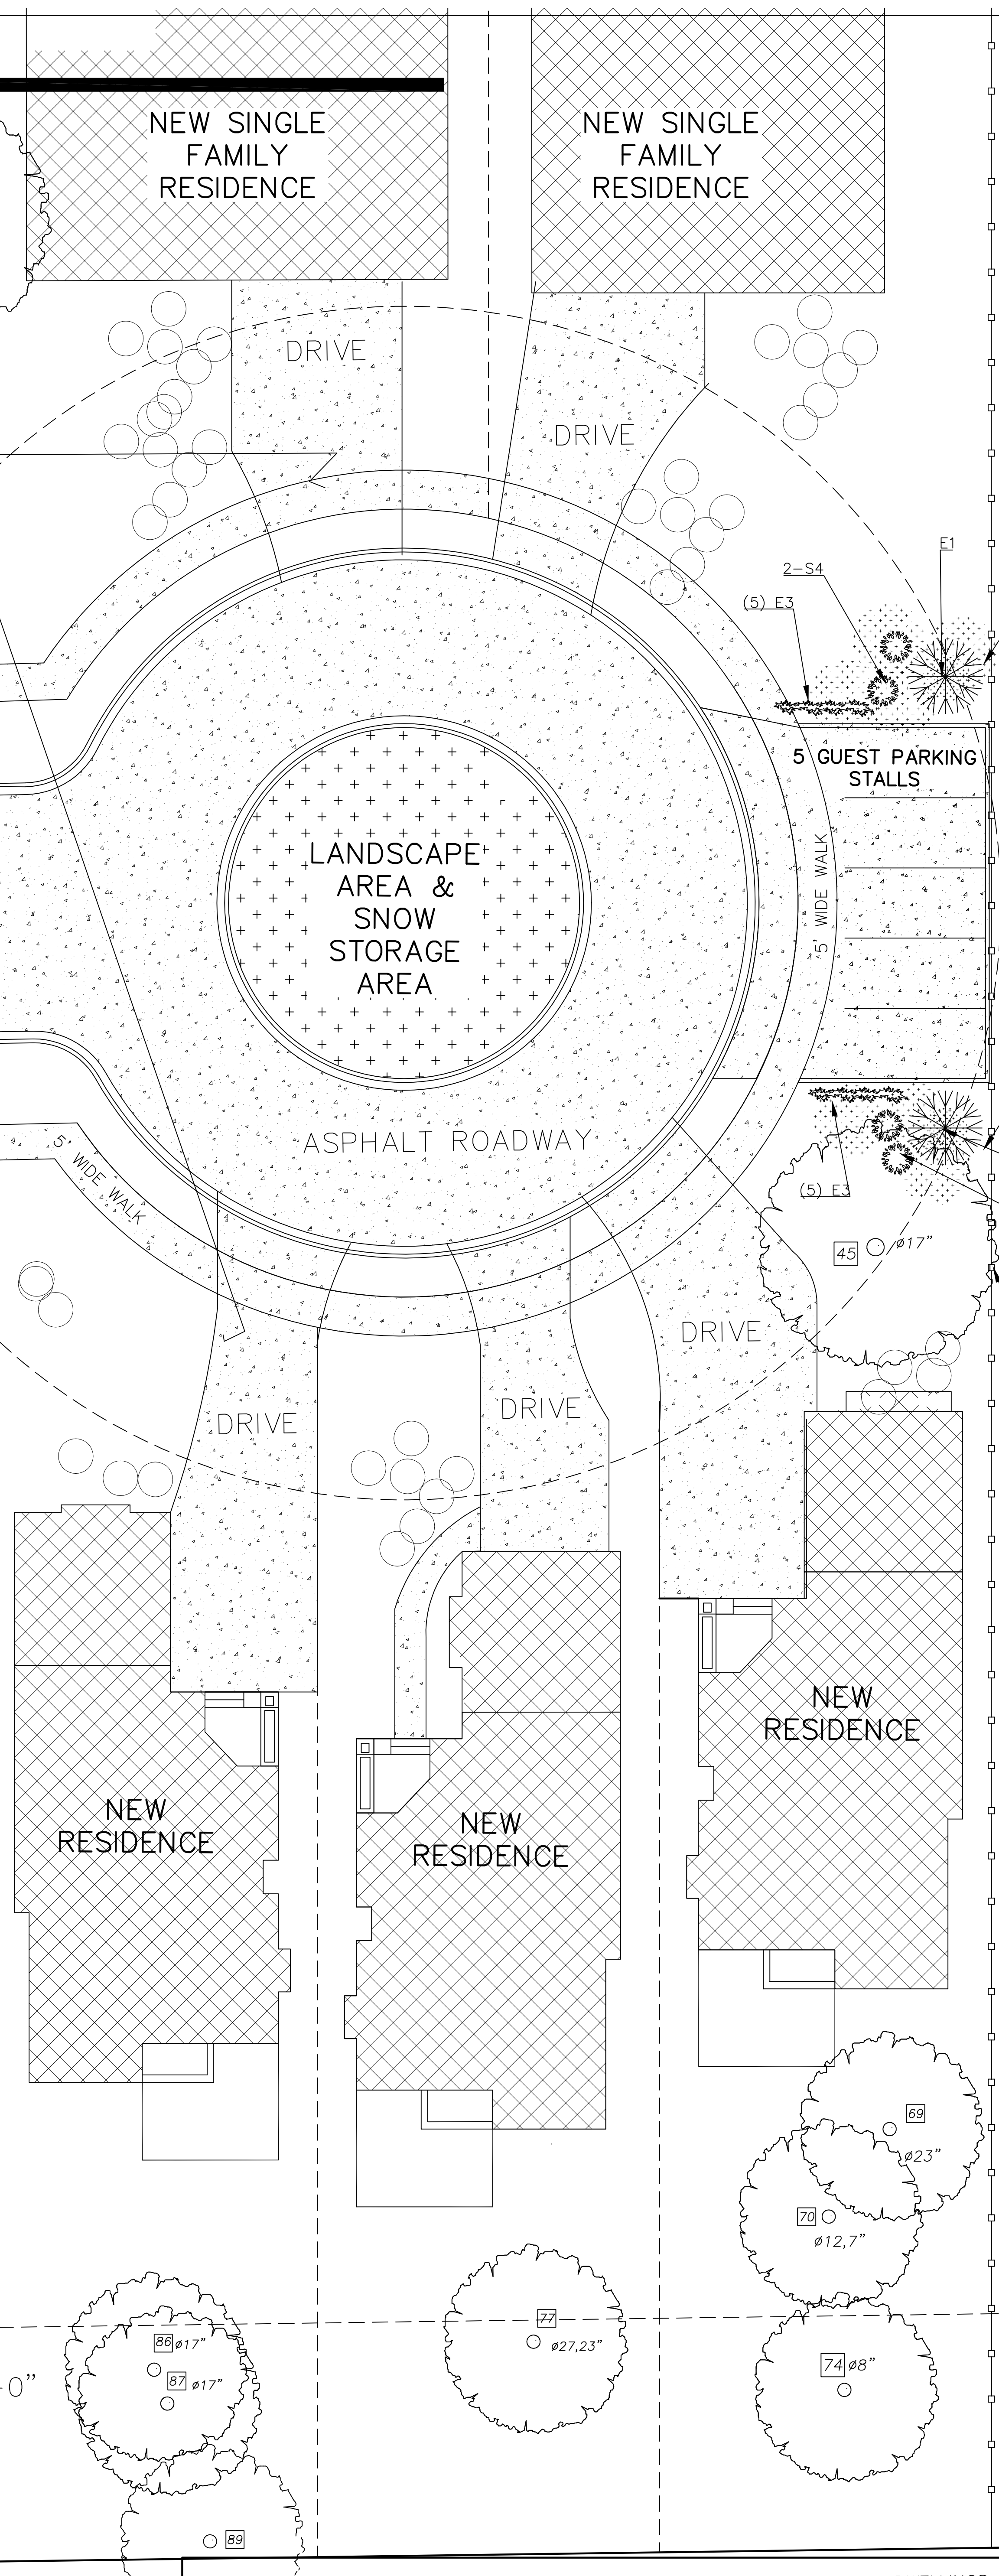 NEW SINGLE
FAMILY
RESIDENCE
NEW SINGLE
FAMILY
RESIDENCE
DRIVE
DRIVE
E1
2-S4
(5) E3
5 GUEST PARKING
STALLS
5' WIDE WALK
LANDSCAPE
AREA &
SNOW
STORAGE
AREA
ASPHALT ROADWAY
5' WIDE WALK
(5) E3
45 ø17"
DRIVE
DRIVE
DRIVE
NEW
RESIDENCE
NEW
RESIDENCE
NEW
RESIDENCE
69
ø23"
70
ø12,7"
77
ø27,23"
86 ø17"
87 ø17"
74 ø8"
0"
89